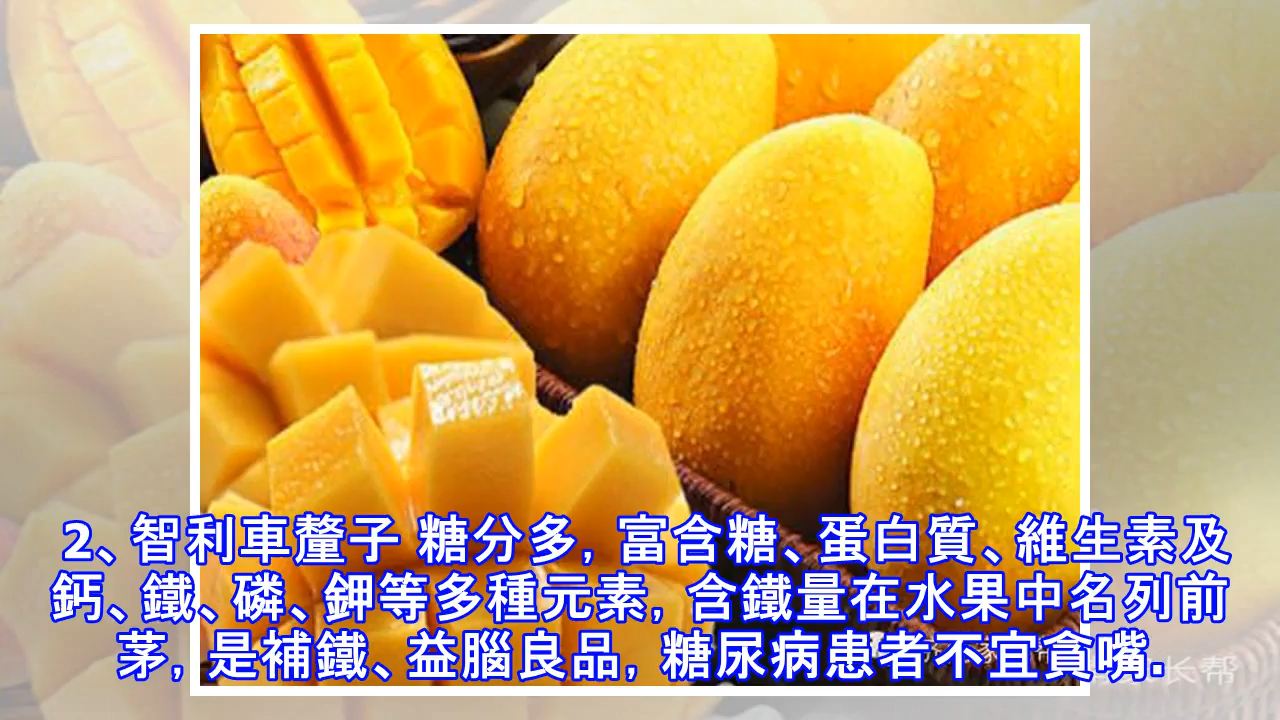 2、智利車釐子 糖分多, 富含糖、蛋白質、維生素及
鈣、鐵、磷、鉀等多種元素, 含鐵量在水果中名列前
茅, 是補鐵、益腦良品, 糖尿病患者不宜貪嘴.
长帮